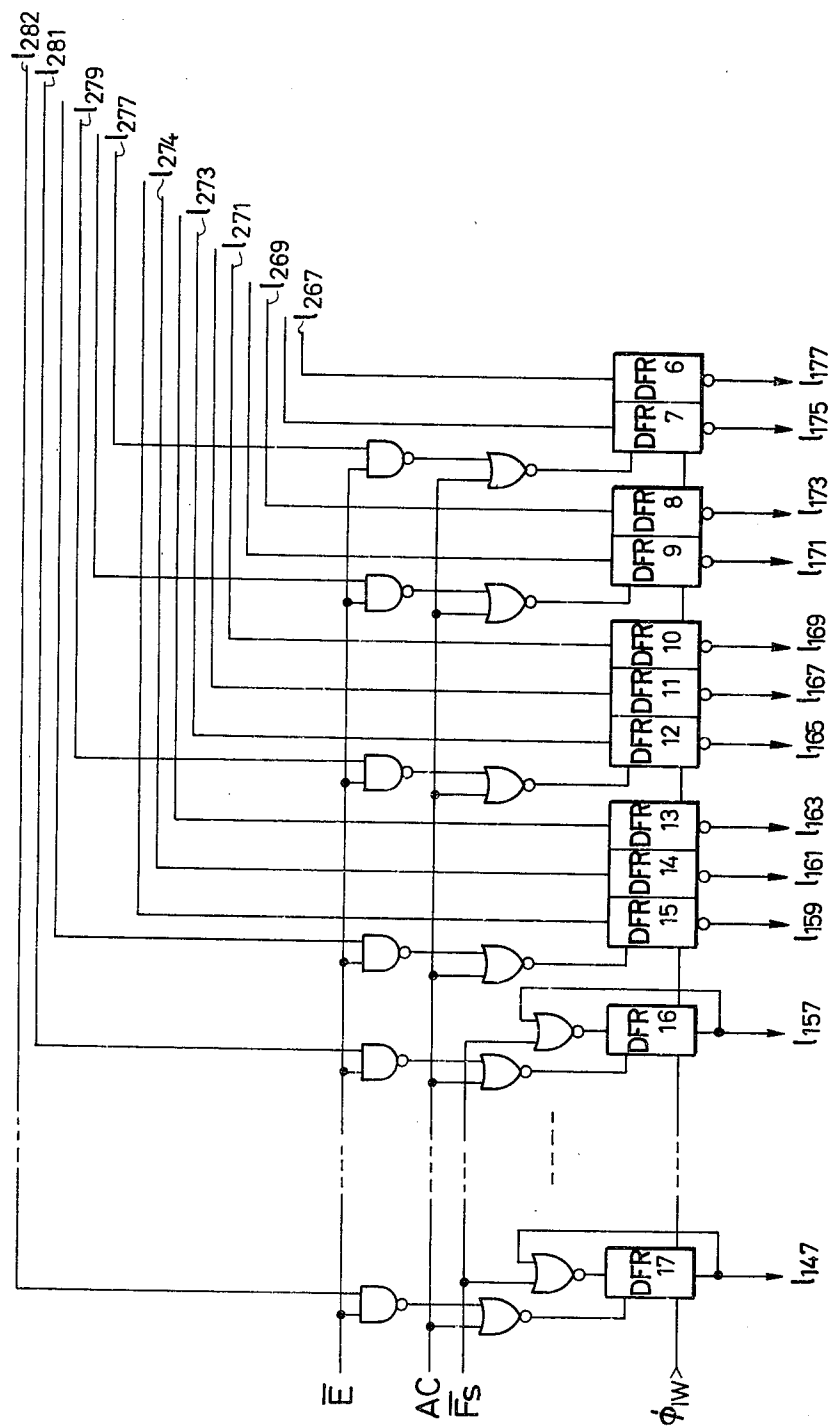 l282
l281
l279
l277
l274
l273
l271
l269
l267
E̅
AC
F̅s
ϕIW
DFR 17
DFR 16
DFR 15
DFR 14
DFR 13
DFR 12
DFR 11
DFR 10
DFR 9
DFR 8
DFR 7
DFR 6
l147
l157
l159
l161
l163
l165
l167
l169
l171
l173
l175
l177